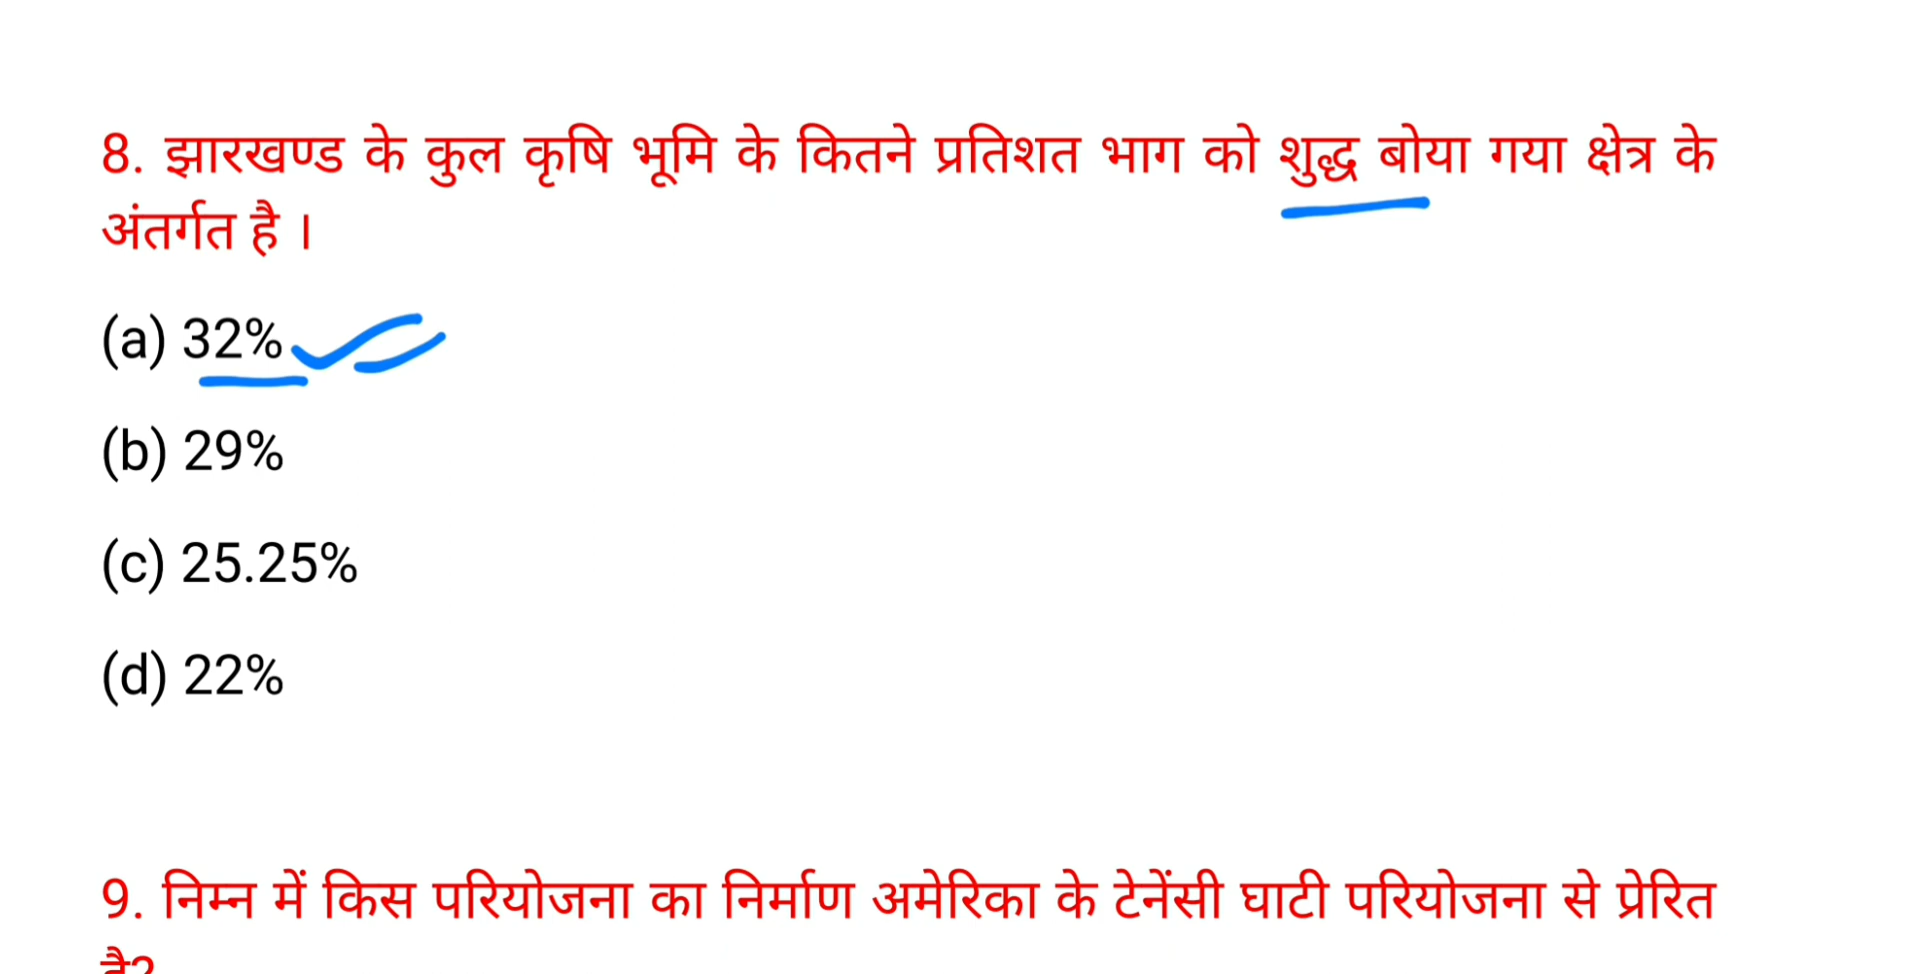 8. झारखण्ड के कुल कृषि भूमि के कितने प्रतिशत भाग को शुद्ध बोया गया क्षेत्र के
अंतर्गत है ।
(a) 32%
(b) 29%
(c) 25.25%
(d) 22%
9. निम्न में किस परियोजना का निर्माण अमेरिका के टेनेंसी घाटी परियोजना से प्रेरित